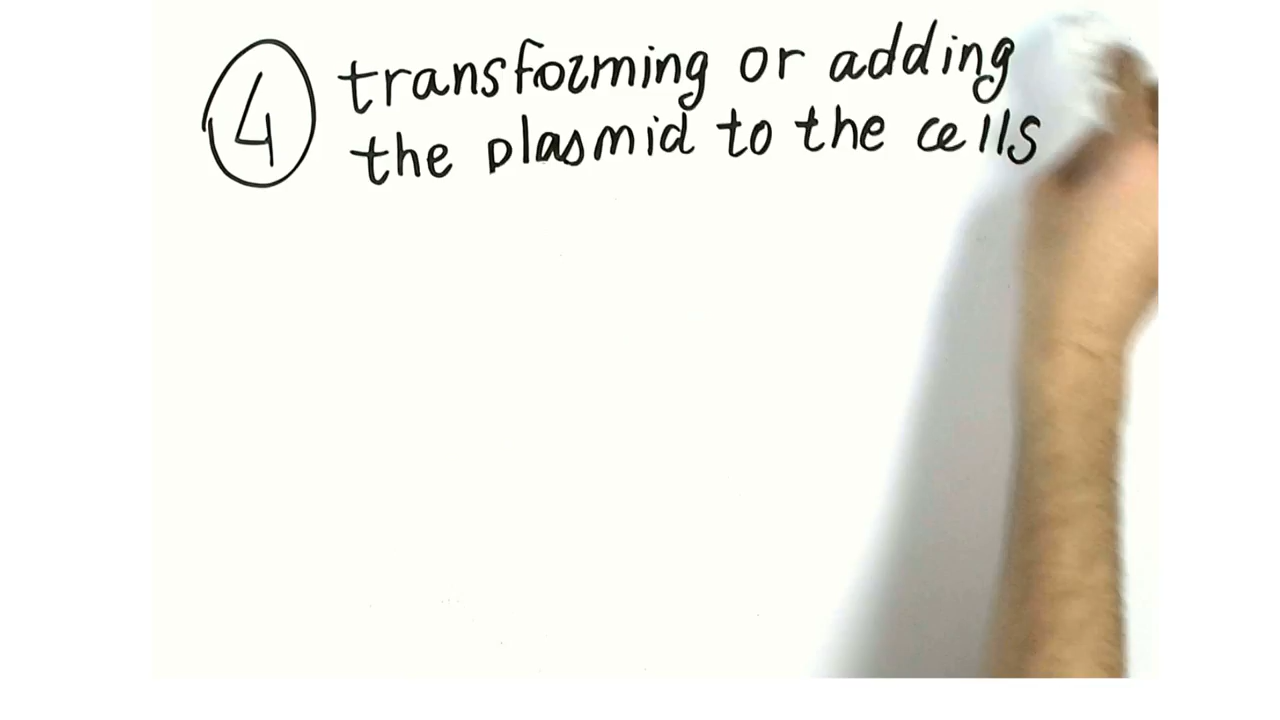 4 transforming or adding
the plasmid to the cells